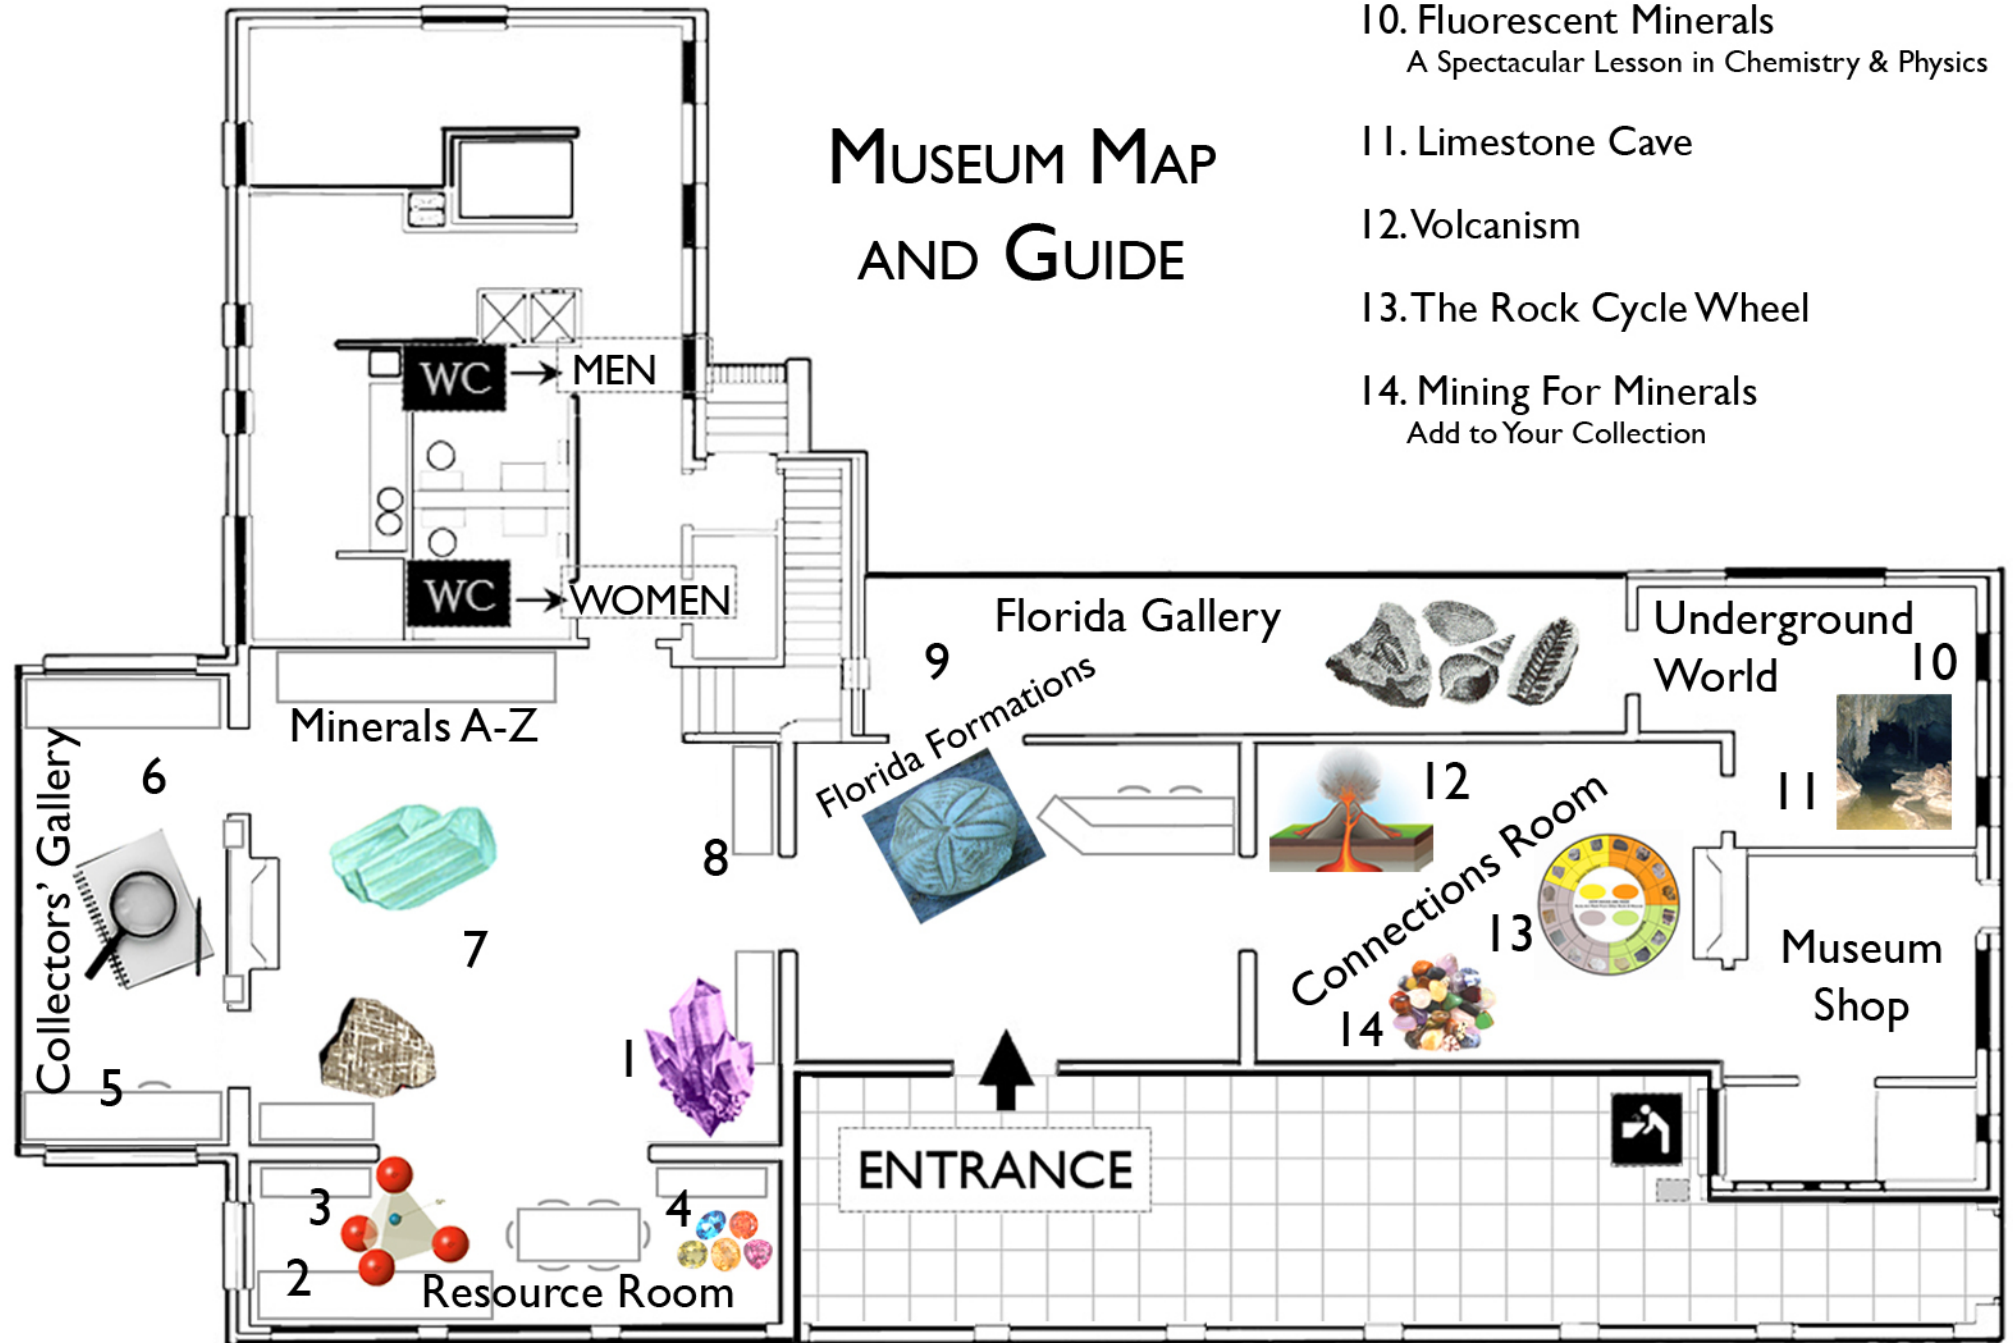 10. Fluorescent Minerals
A Spectacular Lesson in Chemistry & Physics
MUSEUM MAP
AND GUIDE
11. Limestone Cave
12. Volcanism
13. The Rock Cycle Wheel
14. Mining For Minerals
Add to Your Collection
WC
MEN
WC
WOMEN
Florida Gallery
9
Florida Formations
Underground
World
10
11
Minerals A-Z
6
Collectors' Gallery
5
7
8
1
12
Connections Room
13
14
Museum
Shop
ENTRANCE
3
2
4
Resource Room